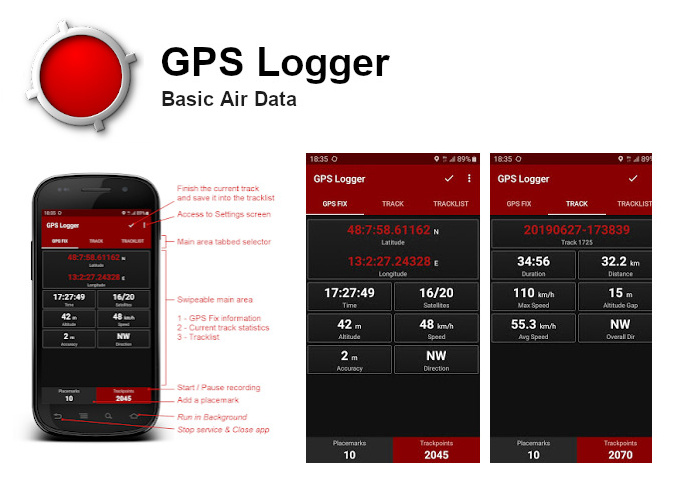 GPS Logger
Basic Air Data
18:35
89%
GPS Logger
GPS FIX TRACK TRACKLIST
48:7:58.61162 N
Latitude
13:2:27.24328 E
Longitude
17:27:49 16/20
Time Satellites
42 m 48 km/h
Altitude Speed
2 m NW
Accuracy Direction
Placemarks Trackpoints
10 2045
Finish the current track
and save it into the tracklist
Access to Settings screen
Main area tabbed selector
Swipeable main area
1 - GPS Fix information
2 - Current track statistics
3 - Tracklist
Start / Pause recording
Add a placemark
Run in Background
Stop service & Close app
18:35 89%
GPS Logger
GPS FIX TRACK TRACKLIST
48:7:58.61162 N
Latitude
13:2:27.24328 E
Longitude
17:27:49 16/20
Time Satellites
42 m 48 km/h
Altitude Speed
2 m NW
Accuracy Direction
Placemarks Trackpoints
10 2045
18:35 89%
GPS Logger
GPS FIX TRACK TRACKLIS
20190627-173839
Track 1725
34:56 32.2 km
Duration Distance
110 km/h 15 m
Max Speed Altitude Gap
55.3 km/h NW
Avg Speed Overall Dir
Placemarks Trackpoints
10 2070